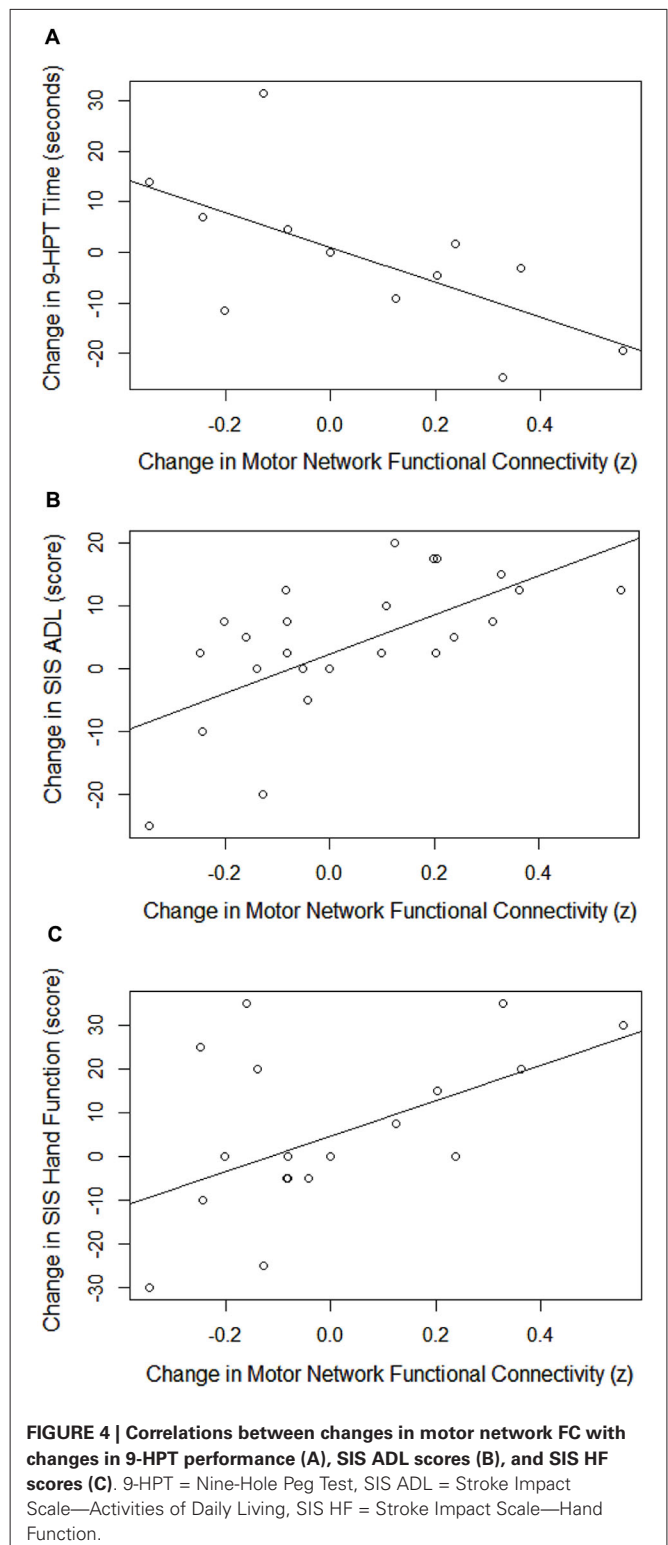 A
Change in 9-HPT Time (seconds)
30
20
10
0
-10
-20
-0.2 0.0 0.2 0.4
Change in Motor Network Functional Connectivity (z)
B
Change in SIS ADL (score)
20
10
0
-10
-20
-0.2 0.0 0.2 0.4
Change in Motor Network Functional Connectivity (z)
C
Change in SIS Hand Function (score)
30
20
10
0
-10
-20
-30
-0.2 0.0 0.2 0.4
Change in Motor Network Functional Connectivity (z)
FIGURE 4 | Correlations between changes in motor network FC with
changes in 9-HPT performance (A), SIS ADL scores (B), and SIS HF
scores (C). 9-HPT = Nine-Hole Peg Test, SIS ADL = Stroke Impact
Scale—Activities of Daily Living, SIS HF = Stroke Impact Scale—Hand
Function.